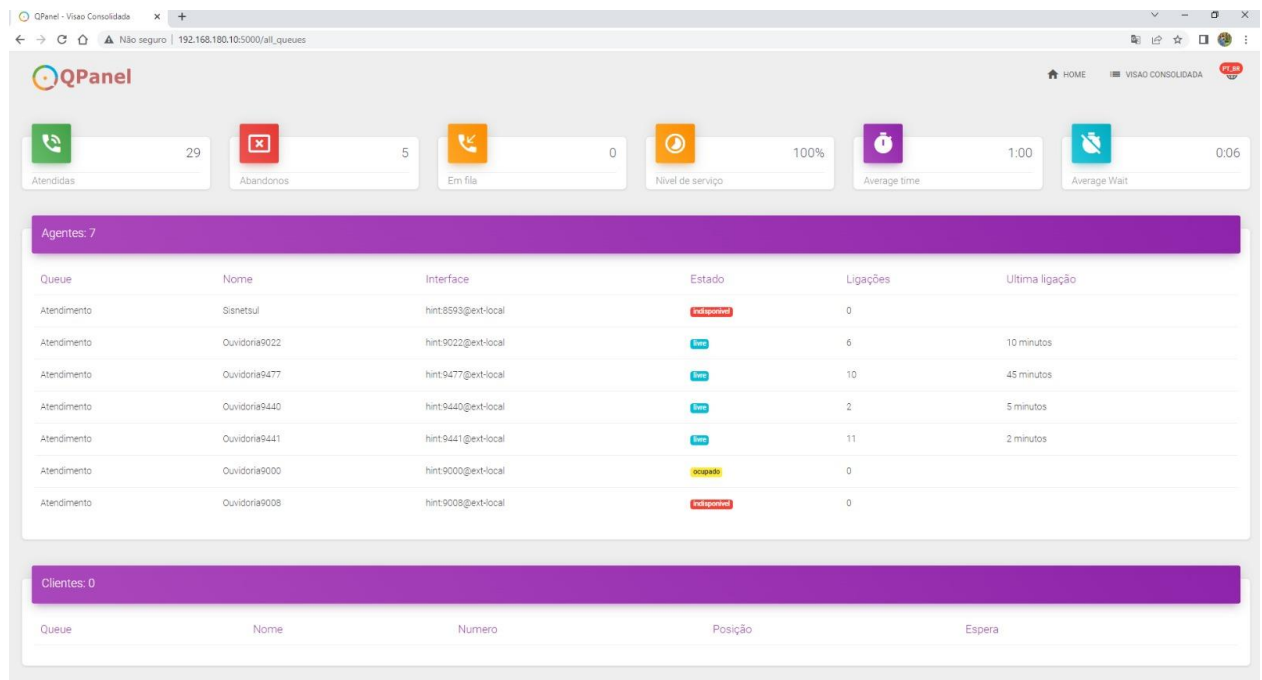 QPanel - Visao Consolidada
Não seguro | 192.168.180.10:5000/all_queues
QPanel
HOME VISAO CONSOLIDADA PT_BR
29 5 0 100% 1:00 0:06
Atendidas Abandonos Em fila Nivel de serviço Average time Average Wait
Agentes: 7
Queue Nome Interface Estado Ligações Ultima ligação
Atendimento Sisnetsul hint:8593@ext-local indisponivel 0
Atendimento Ouvidoria9022 hint:9022@ext-local livre 6 10 minutos
Atendimento Ouvidoria9477 hint:9477@ext-local livre 10 45 minutos
Atendimento Ouvidoria9440 hint:9440@ext-local livre 2 5 minutos
Atendimento Ouvidoria9441 hint:9441@ext-local livre 11 2 minutos
Atendimento Ouvidoria9000 hint:9000@ext-local ocupado 0
Atendimento Ouvidoria9008 hint:9008@ext-local indisponivel 0
Clientes: 0
Queue Nome Numero Posição Espera